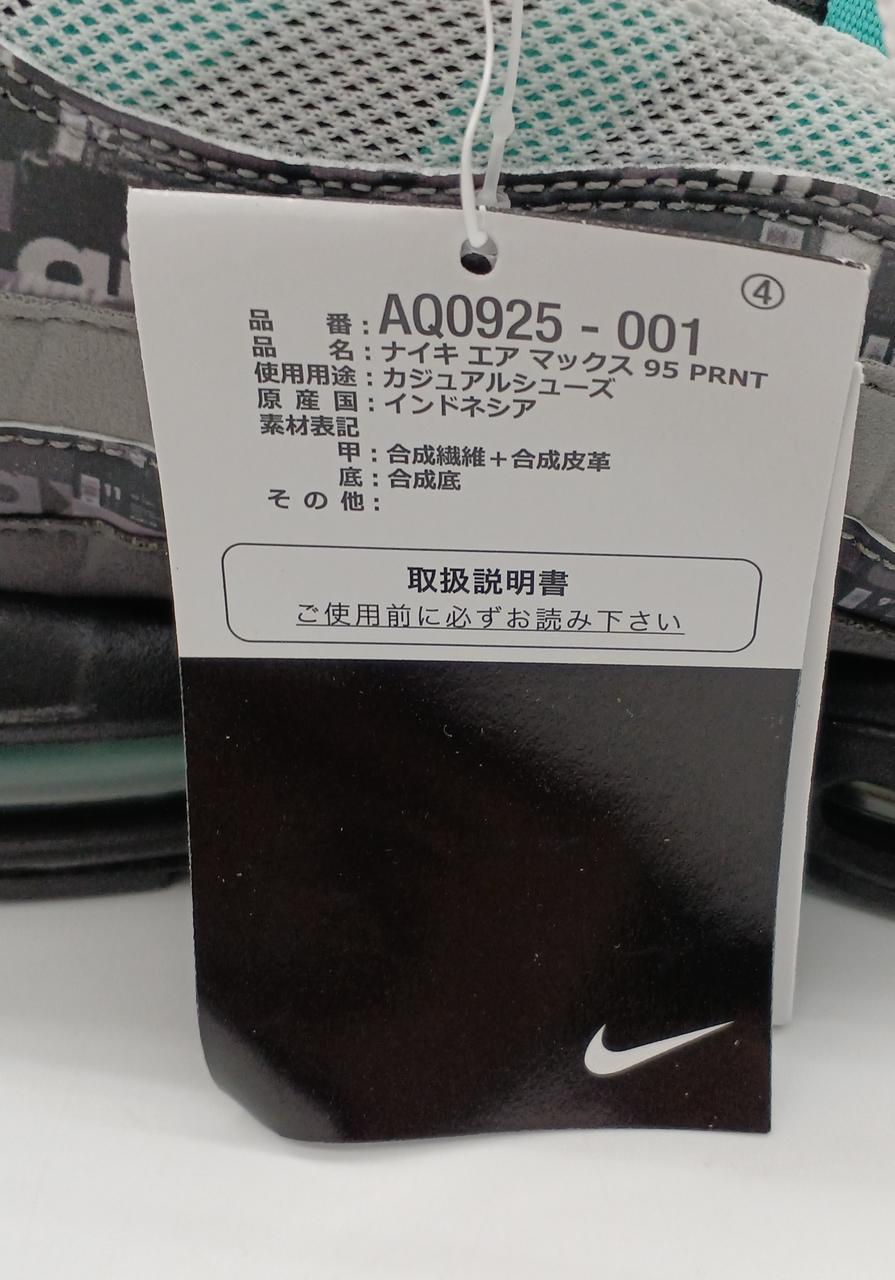 ④
品 番：AQ0925 - 001
品 名：ナイキ エア マックス 95 PRNT
使用用途：カジュアルシューズ
原産国：インドネシア
素材表記
甲：合成繊維＋合成皮革
底：合成底
その他：
取扱説明書
ご使用前に必ずお読み下さい